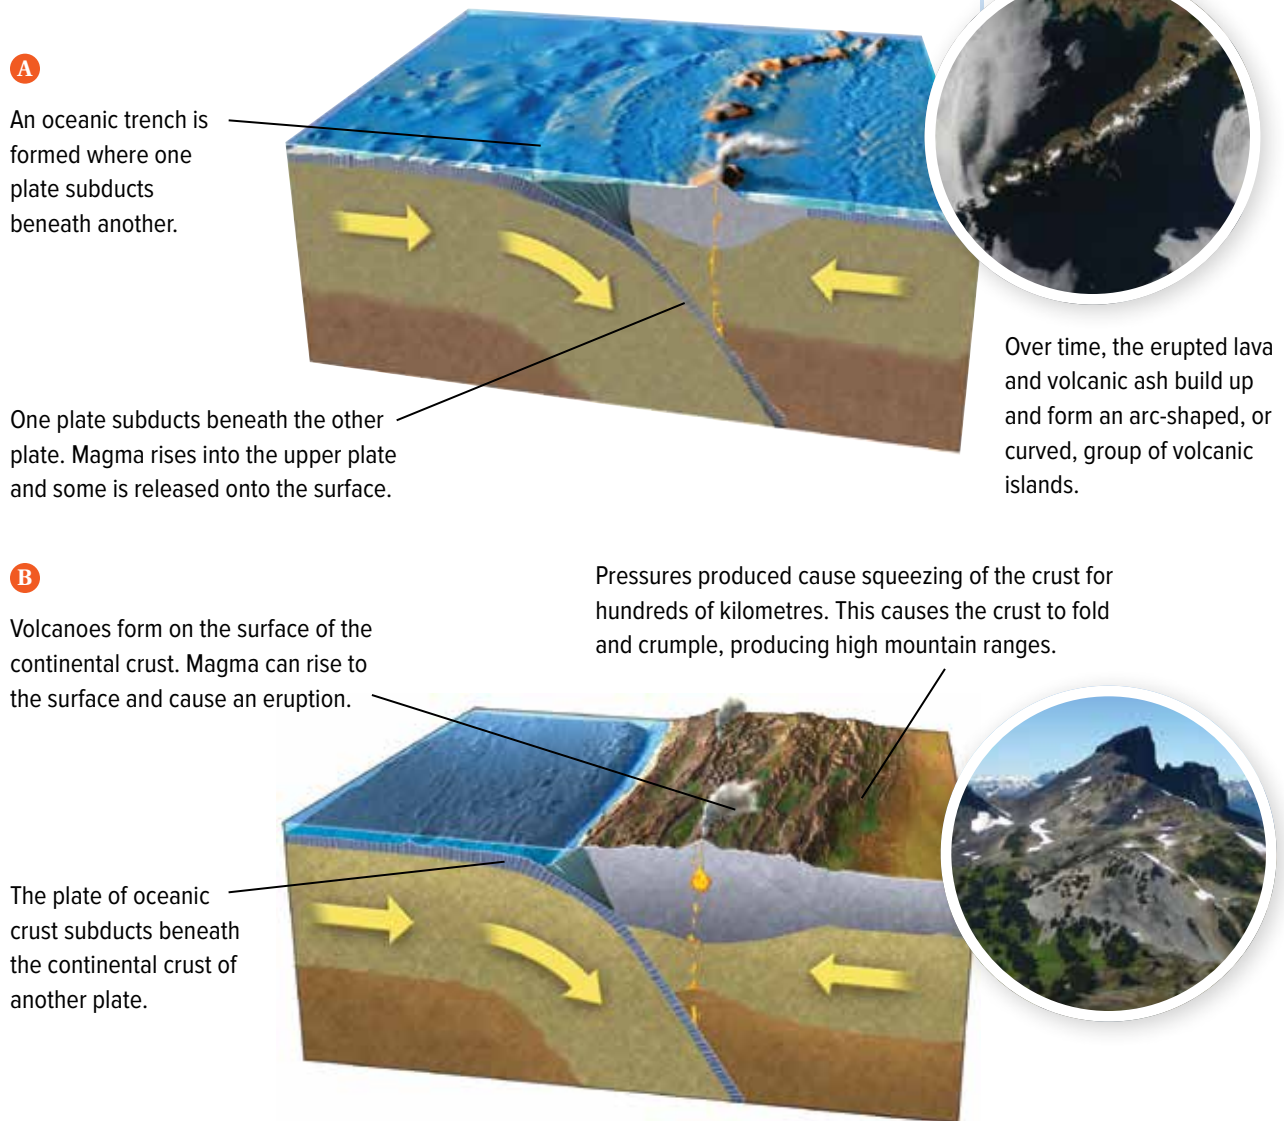 A
An oceanic trench is
formed where one
plate subducts
beneath another.
One plate subducts beneath the other
plate. Magma rises into the upper plate
and some is released onto the surface.
Over time, the erupted lava
and volcanic ash build up
and form an arc-shaped, or
curved, group of volcanic
islands.
B
Volcanoes form on the surface of the
continental crust. Magma can rise to
the surface and cause an eruption.
Pressures produced cause squeezing of the crust for
hundreds of kilometres. This causes the crust to fold
and crumple, producing high mountain ranges.
The plate of oceanic
crust subducts beneath
the continental crust of
another plate.